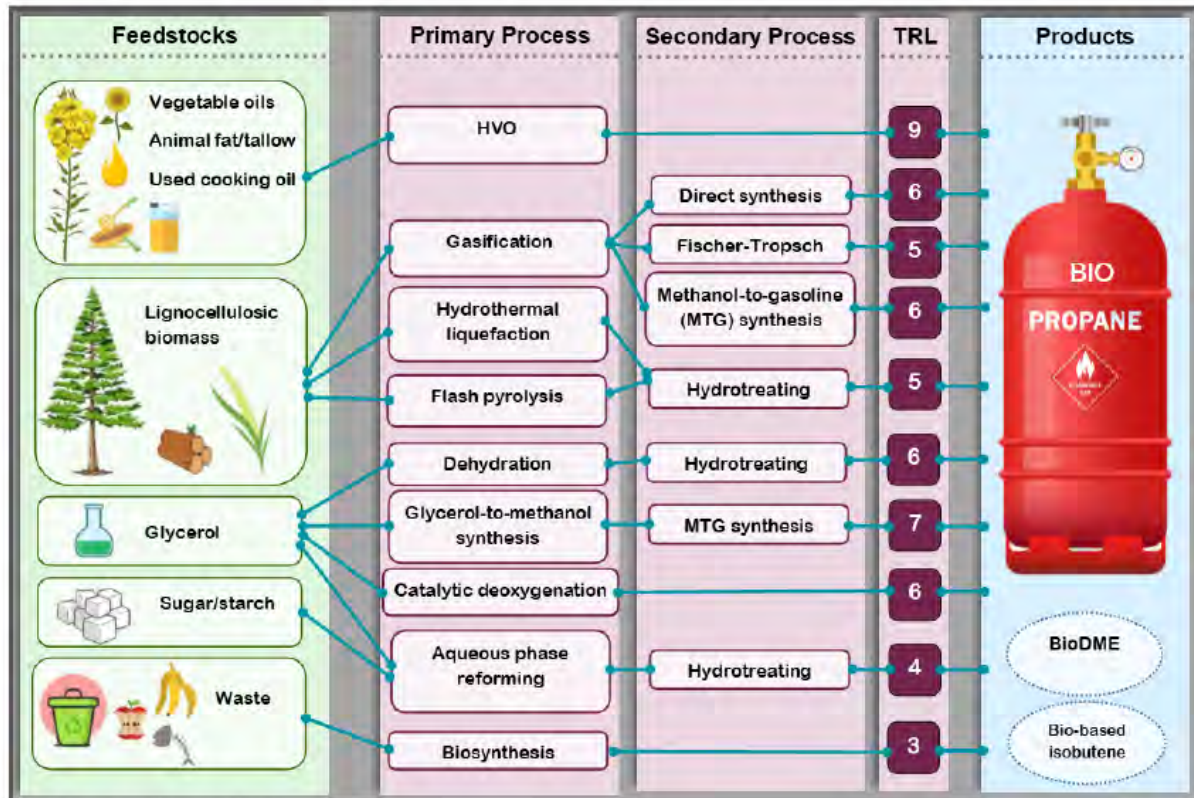 Feedstocks
Primary Process
Secondary Process
TRL
Products
Vegetable oils
Animal fat/tallow
Used cooking oil
HVO
9
Lignocellulosic
biomass
Gasification
Direct synthesis
6
Fischer-Tropsch
5
Methanol-to-gasoline
(MTG) synthesis
6
Hydrothermal
liquefaction
Flash pyrolysis
Hydrotreating
5
Glycerol
Dehydration
Hydrotreating
6
Glycerol-to-methanol
synthesis
MTG synthesis
7
Catalytic deoxygenation
6
Sugar/starch
Aqueous phase
reforming
Hydrotreating
4
Waste
Biosynthesis
3
BIO
PROPANE
BioDME
Bio-based
isobutene